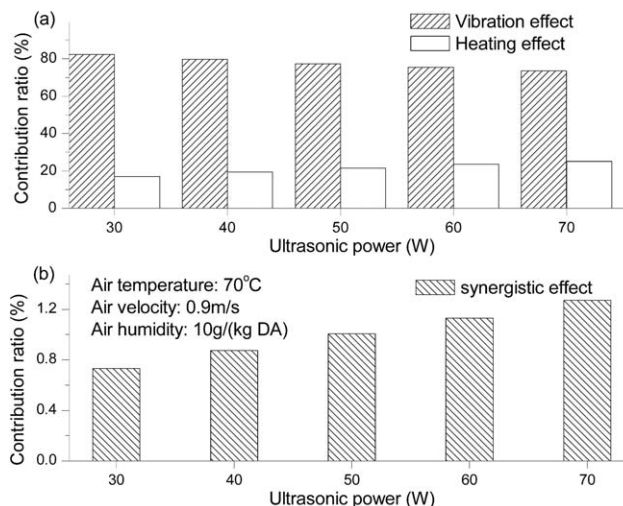 (a)
Vibration effect
Heating effect
Contribution ratio (%)
80
60
40
20
0
30 40 50 60 70
Ultrasonic power (W)
(b)
Air temperature: 70°C
Air velocity: 0.9m/s
Air humidity: 10g/(kg DA)
synergistic effect
Contribution ratio (%)
1.2
0.8
0.4
0.0
30 40 50 60 70
Ultrasonic power (W)